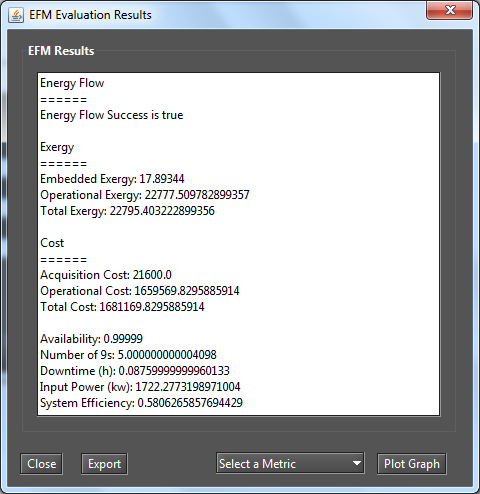 EFM Evaluation Results
EFM Results
Energy Flow
======
Energy Flow Success is true
Exergy
======
Embedded Exergy: 17.89344
Operational Exergy: 22777.509782899357
Total Exergy: 22795.403222899356
Cost
======
Acquisition Cost: 21600.0
Operational Cost: 1659569.8295885914
Total Cost: 1681169.8295885914
Availability: 0.99999
Number of 9s: 5.000000000004098
Downtime (h): 0.08759999999960133
Input Power (kw): 1722.2773198971004
System Efficiency: 0.5806265857694429
Close Export Select a Metric Plot Graph